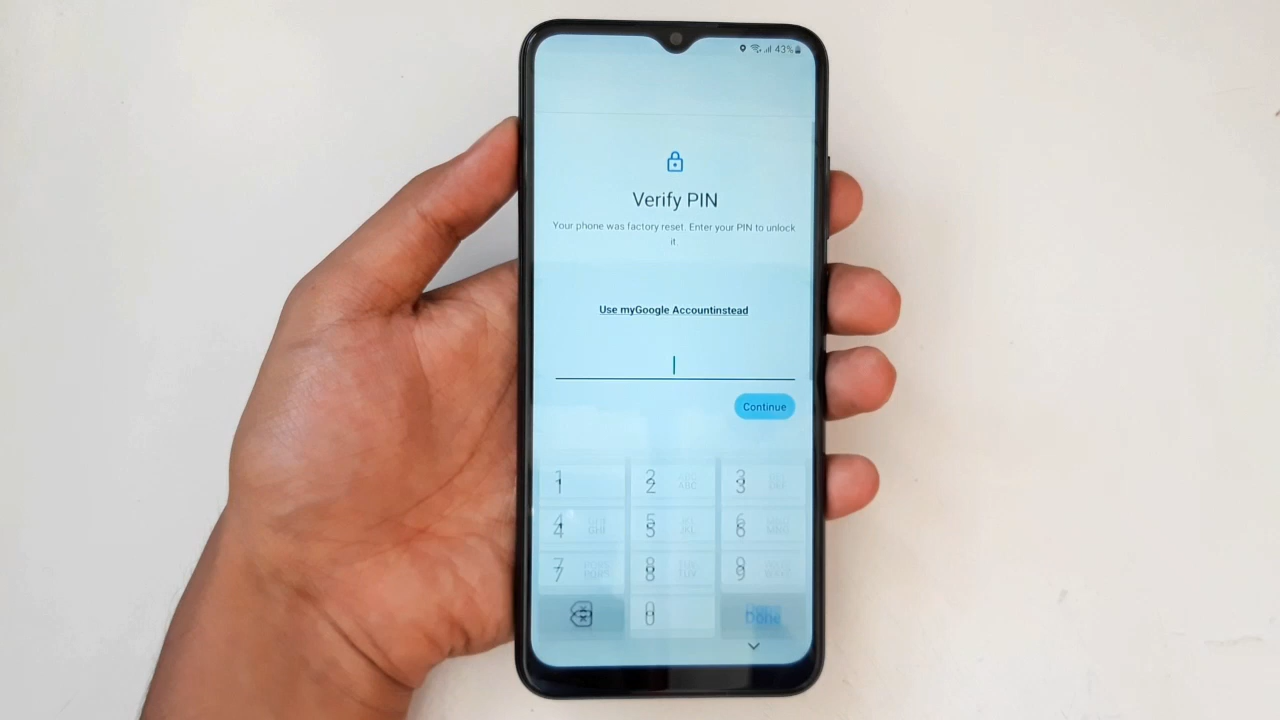 43%
Verify PIN
Your phone was factory reset. Enter your PIN to unlock
it
Use myGoogle Accountinstead
Continue
1 2 ABC 3 DEF
4 GHI 5 JKL 6 MNO
7 PQRS 8 TUV 9 WXYZ
0 Done